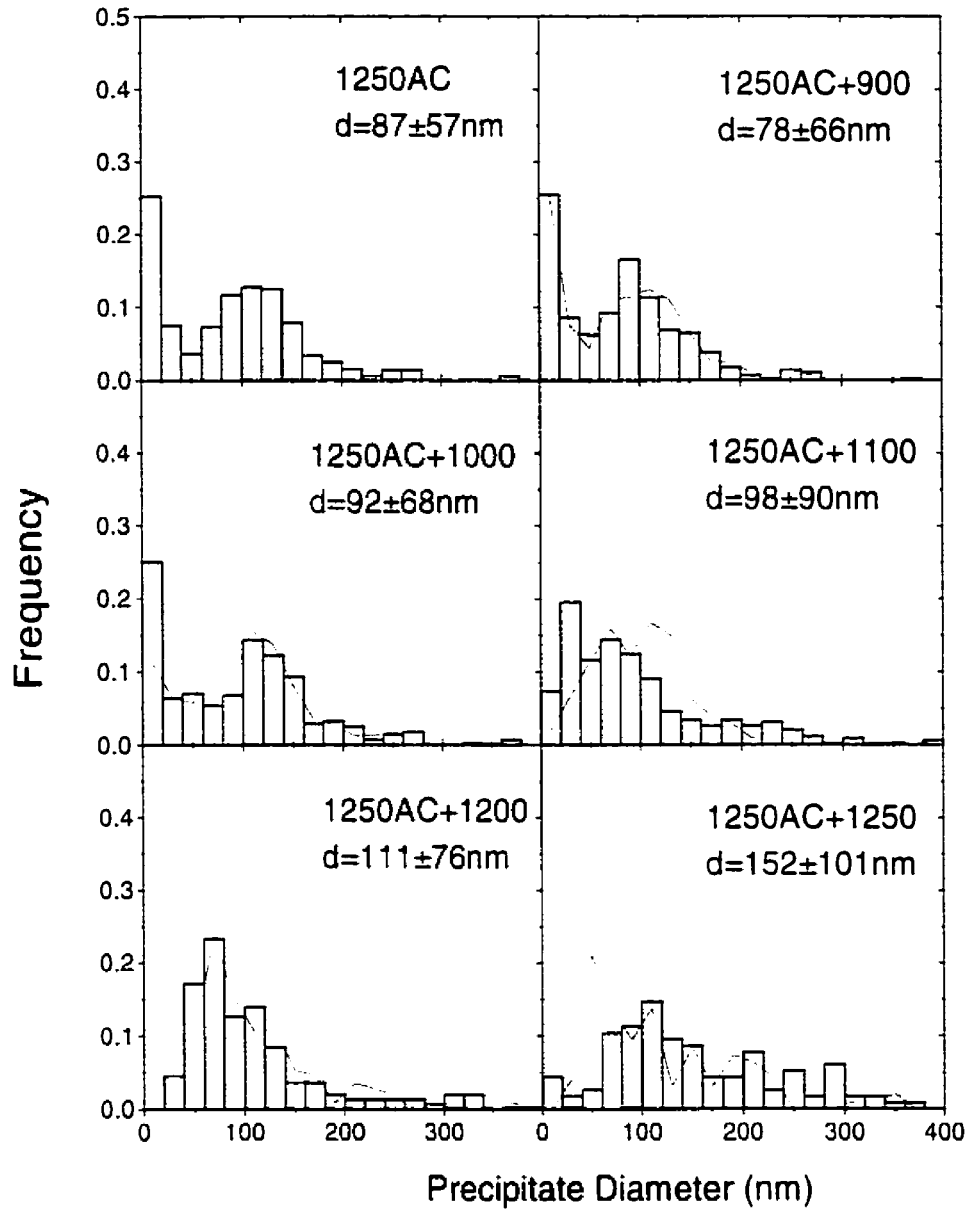 0.5
0.4
0.3
0.2
0.1
0.0
1250AC
d=87±57nm
1250AC+900
d=78±66nm
0.4
0.3
0.2
0.1
0.0
1250AC+1000
d=92±68nm
1250AC+1100
d=98±90nm
0.4
0.3
0.2
0.1
0.0
1250AC+1200
d=111±76nm
1250AC+1250
d=152±101nm
0 100 200 300 0 100 200 300 400
Frequency
Precipitate Diameter (nm)